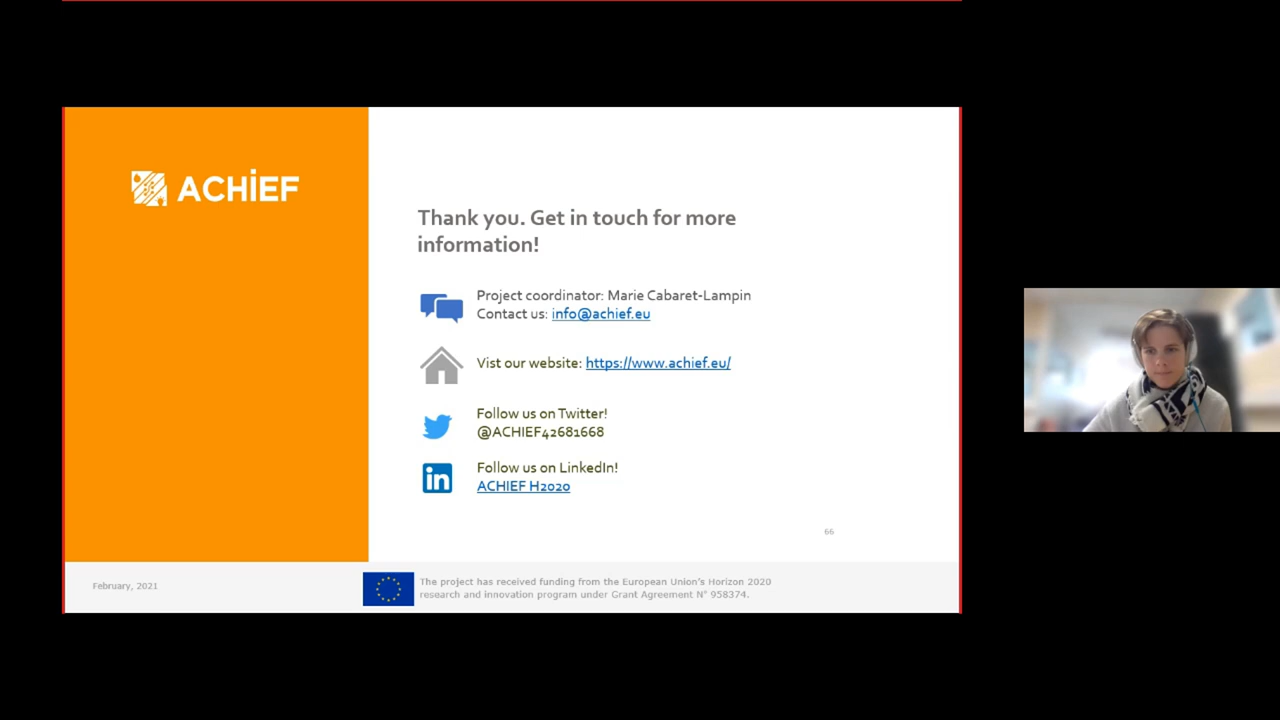 ACHiEF
Thank you. Get in touch for more
information!
Project coordinator: Marie Cabaret-Lampin
Contact us: info@achief.eu
Vist our website: https://www.achief.eu/
Follow us on Twitter!
@ACHIEF42681668
Follow us on LinkedIn!
in
ACHIEF H2020
66
February, 2021
The project has received funding from the European Union's Horizon 2020
research and innovation program under Grant Agreement N° 958374.